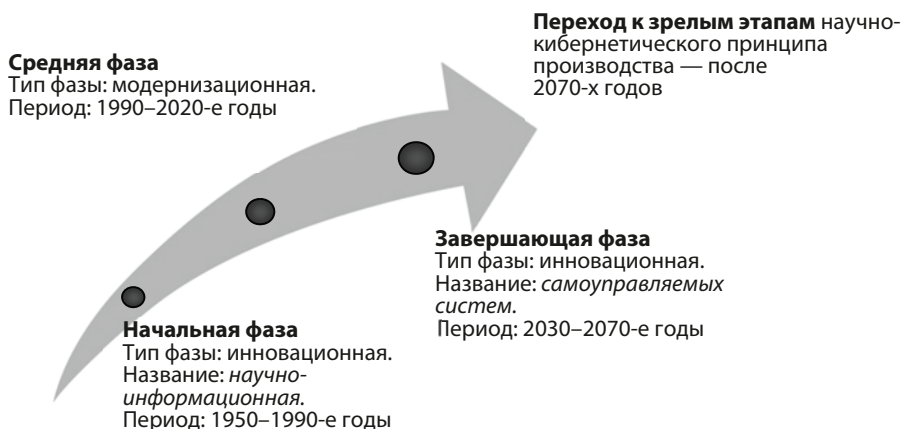 Средняя фаза
Тип фазы: модернизационная.
Период: 1990–2020-е годы
Переход к зрелым этапам научно-
кибернетического принципа
производства — после
2070-х годов
Начальная фаза
Тип фазы: инновационная.
Название: научно-
информационная.
Период: 1950–1990-е годы
Завершающая фаза
Тип фазы: инновационная.
Название: самоуправляемых
систем.
Период: 2030–2070-е годы